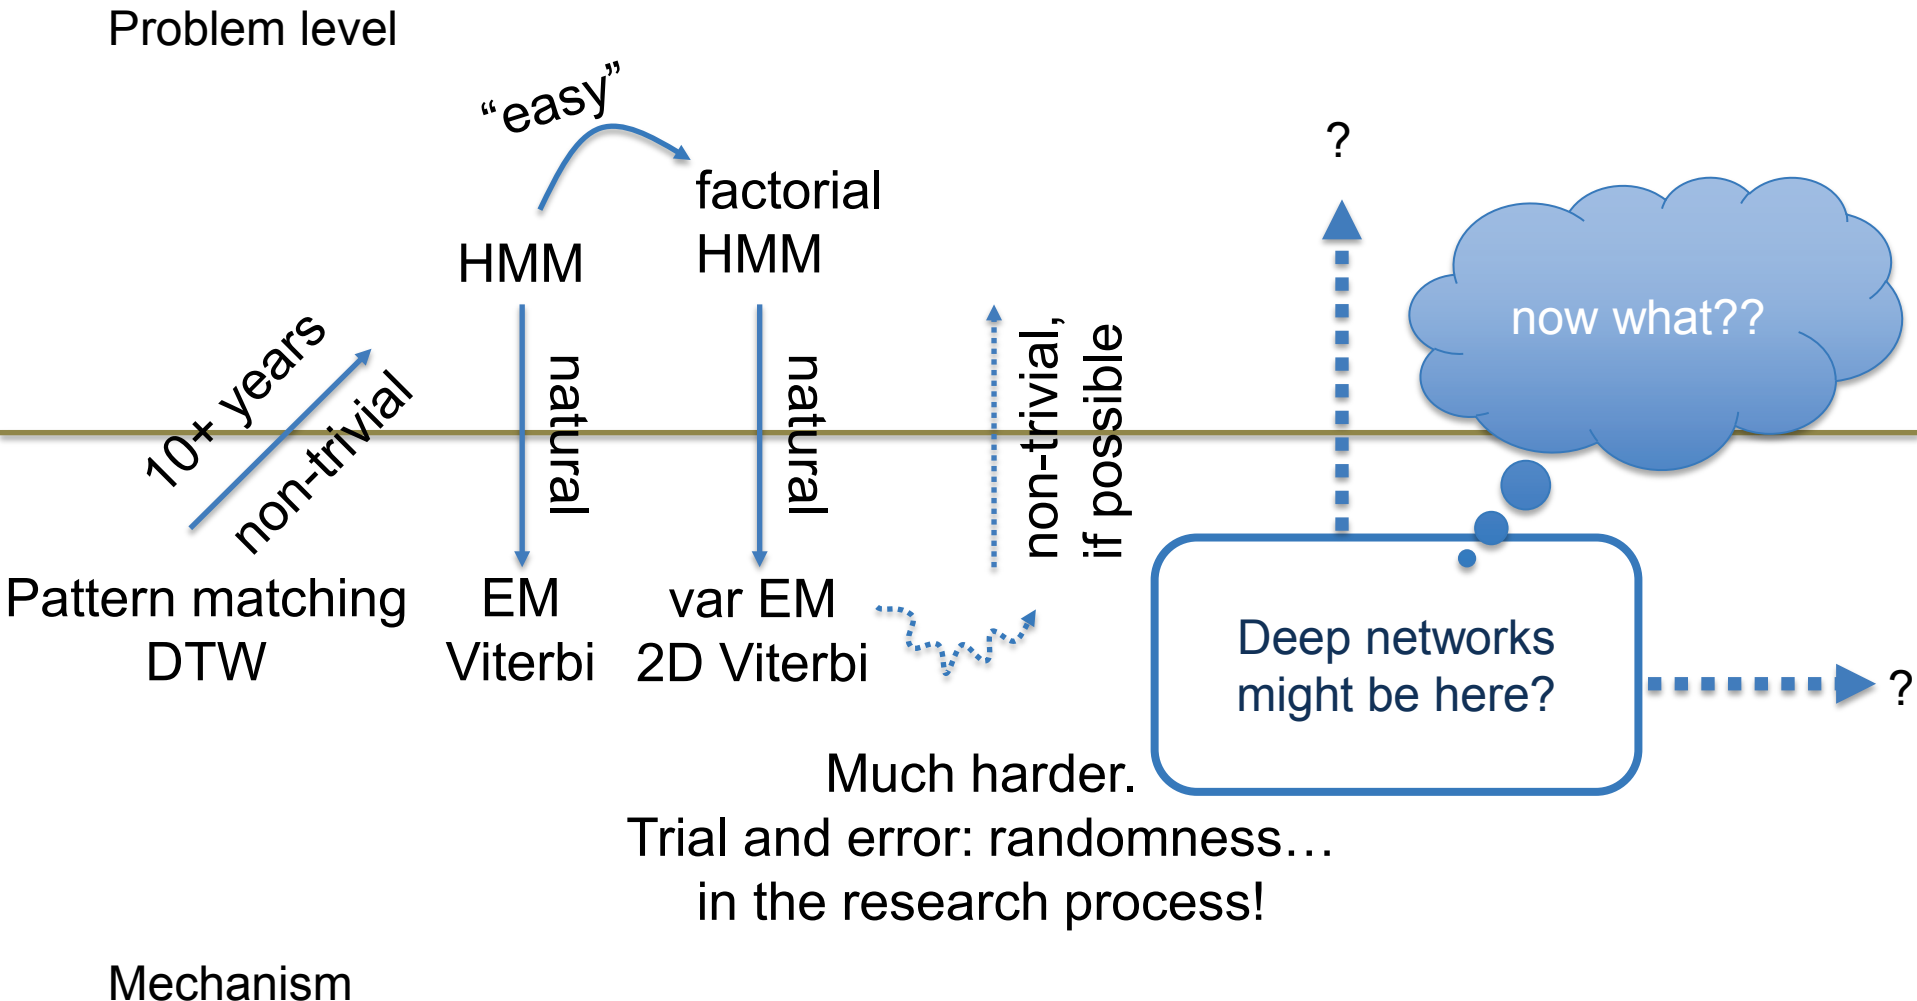 Problem level
“easy”
?
factorial
HMM
HMM
now what??
10+ years
non-trivial
natural
natural
non-trivial,
if possible
Pattern matching
DTW
EM
Viterbi
var EM
2D Viterbi
Deep networks
might be here?
?
Much harder.
Trial and error: randomness…
in the research process!
Mechanism